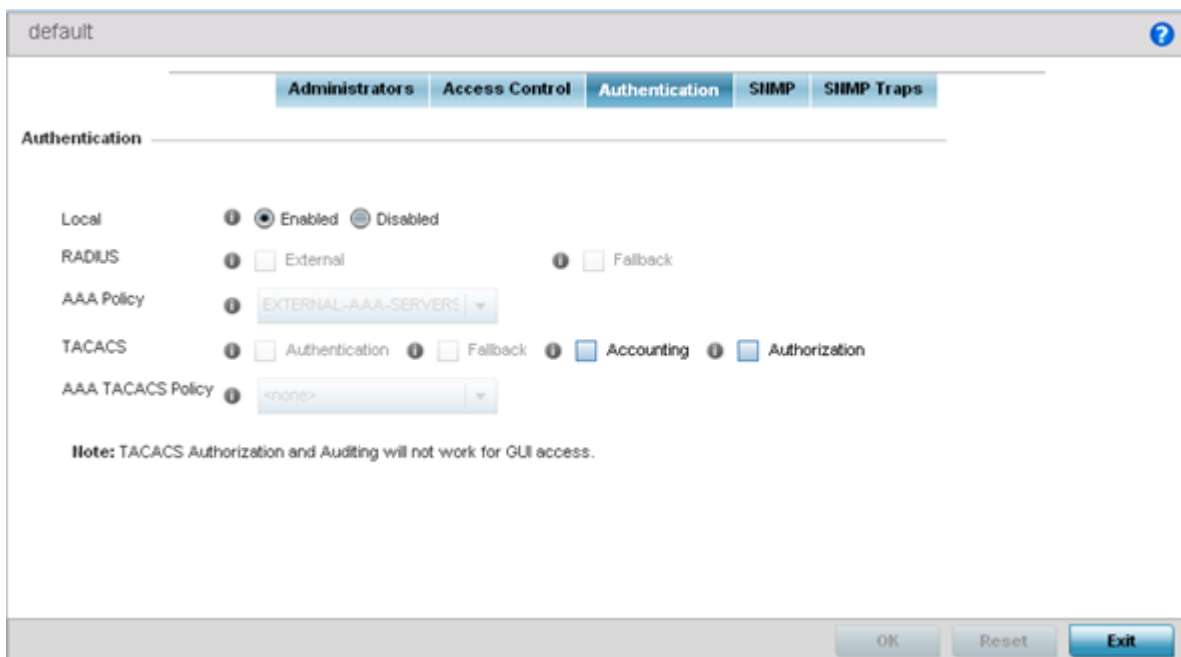 default
Administrators Access Control Authentication SNMP SNMP Traps
Authentication
Local Enabled Disabled
RADIUS External Fallback
AAA Policy EXTERNAL-AAA-SERVERS
TACACS Authentication Fallback Accounting Authorization
AAA TACACS Policy <none>
Note: TACACS Authorization and Auditing will not work for GUI access.
OK Reset Exit